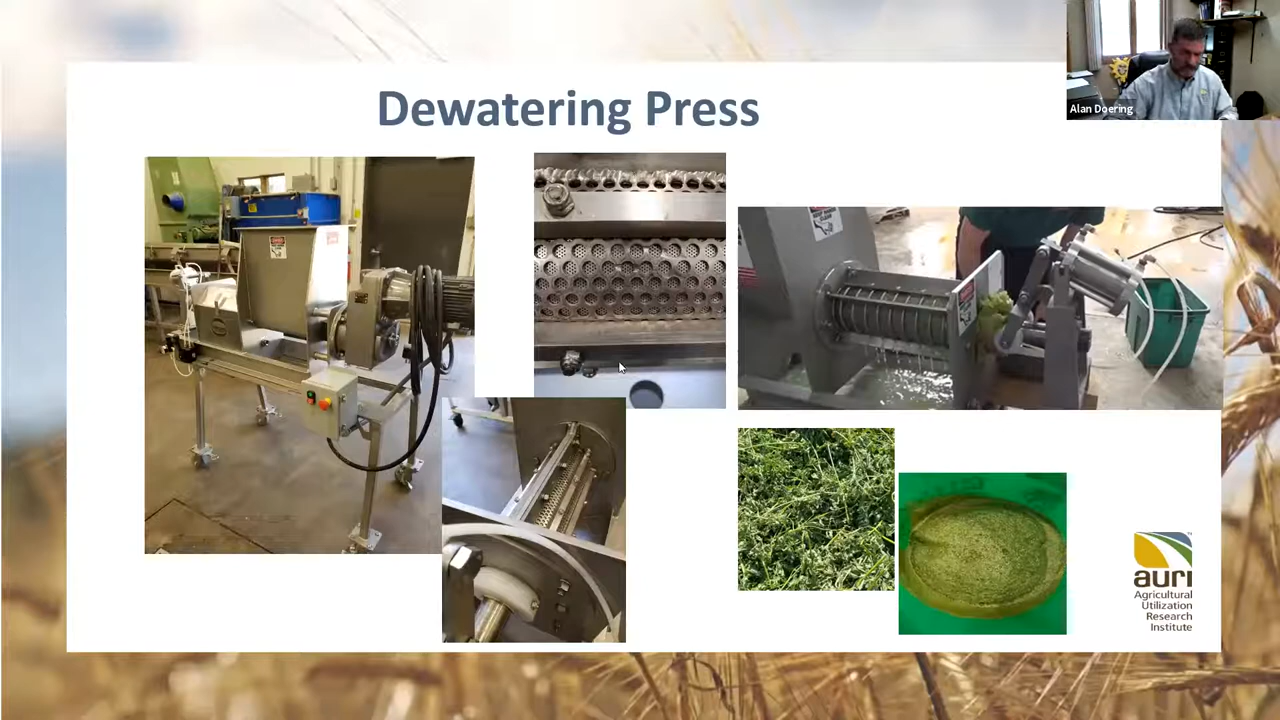 Dewatering Press
Alan Doering
auri
Agricultural
Utilization
Research
Institute